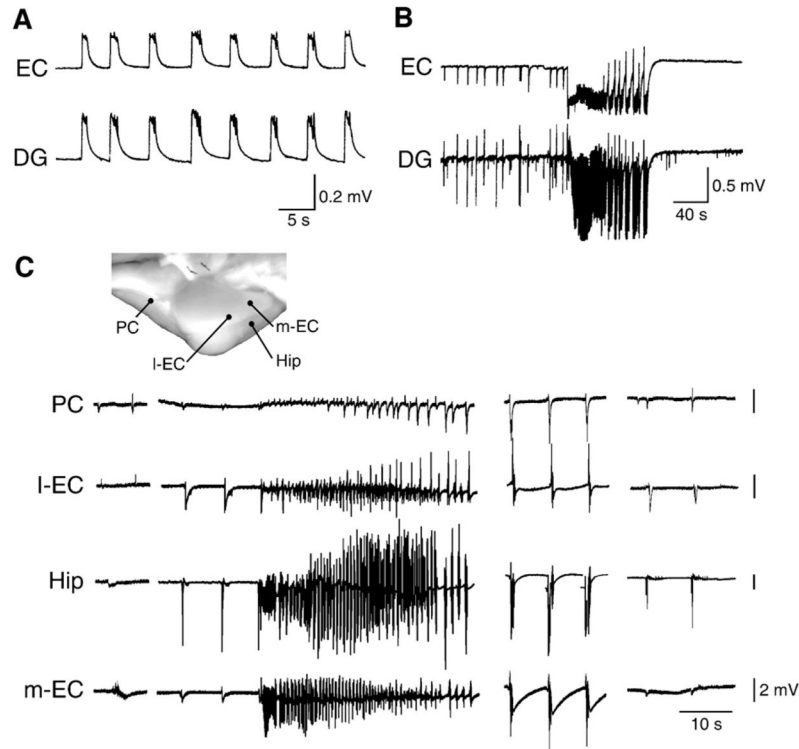 A
EC
DG
0.2 mV
5 s
B
EC
DG
0.5 mV
40 s
C
PC
m-EC
l-EC
Hip
PC
l-EC
Hip
m-EC
2 mV
10 s